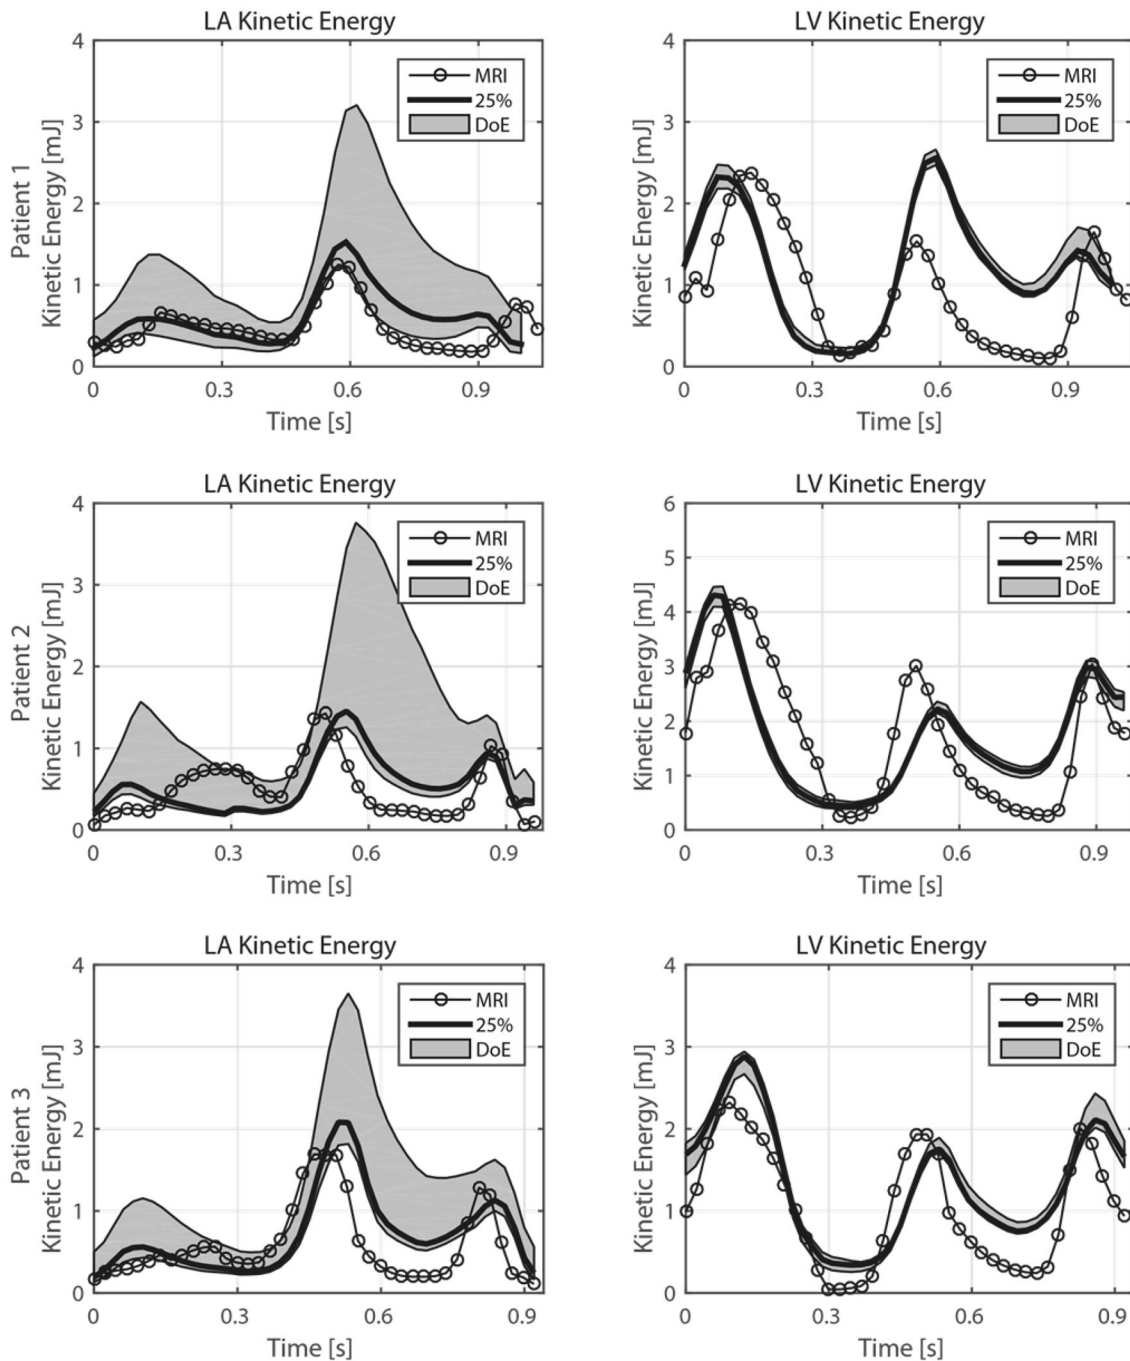 LA Kinetic Energy
4
3
2
1
0
0
0.3
0.6
0.9
Time [s]
Patient 1
Kinetic Energy [mJ]
MRI
25%
DoE
LV Kinetic Energy
4
3
2
1
0
0
0.3
0.6
0.9
Time [s]
Kinetic Energy [mJ]
MRI
25%
DoE
LA Kinetic Energy
4
3
2
1
0
0
0.3
0.6
0.9
Time [s]
Patient 2
Kinetic Energy [mJ]
MRI
25%
DoE
LV Kinetic Energy
6
5
4
3
2
1
0
0
0.3
0.6
0.9
Time [s]
Kinetic Energy [mJ]
MRI
25%
DoE
LA Kinetic Energy
4
3
2
1
0
0
0.3
0.6
0.9
Time [s]
Patient 3
Kinetic Energy [mJ]
MRI
25%
DoE
LV Kinetic Energy
4
3
2
1
0
0
0.3
0.6
0.9
Time [s]
Kinetic Energy [mJ]
MRI
25%
DoE